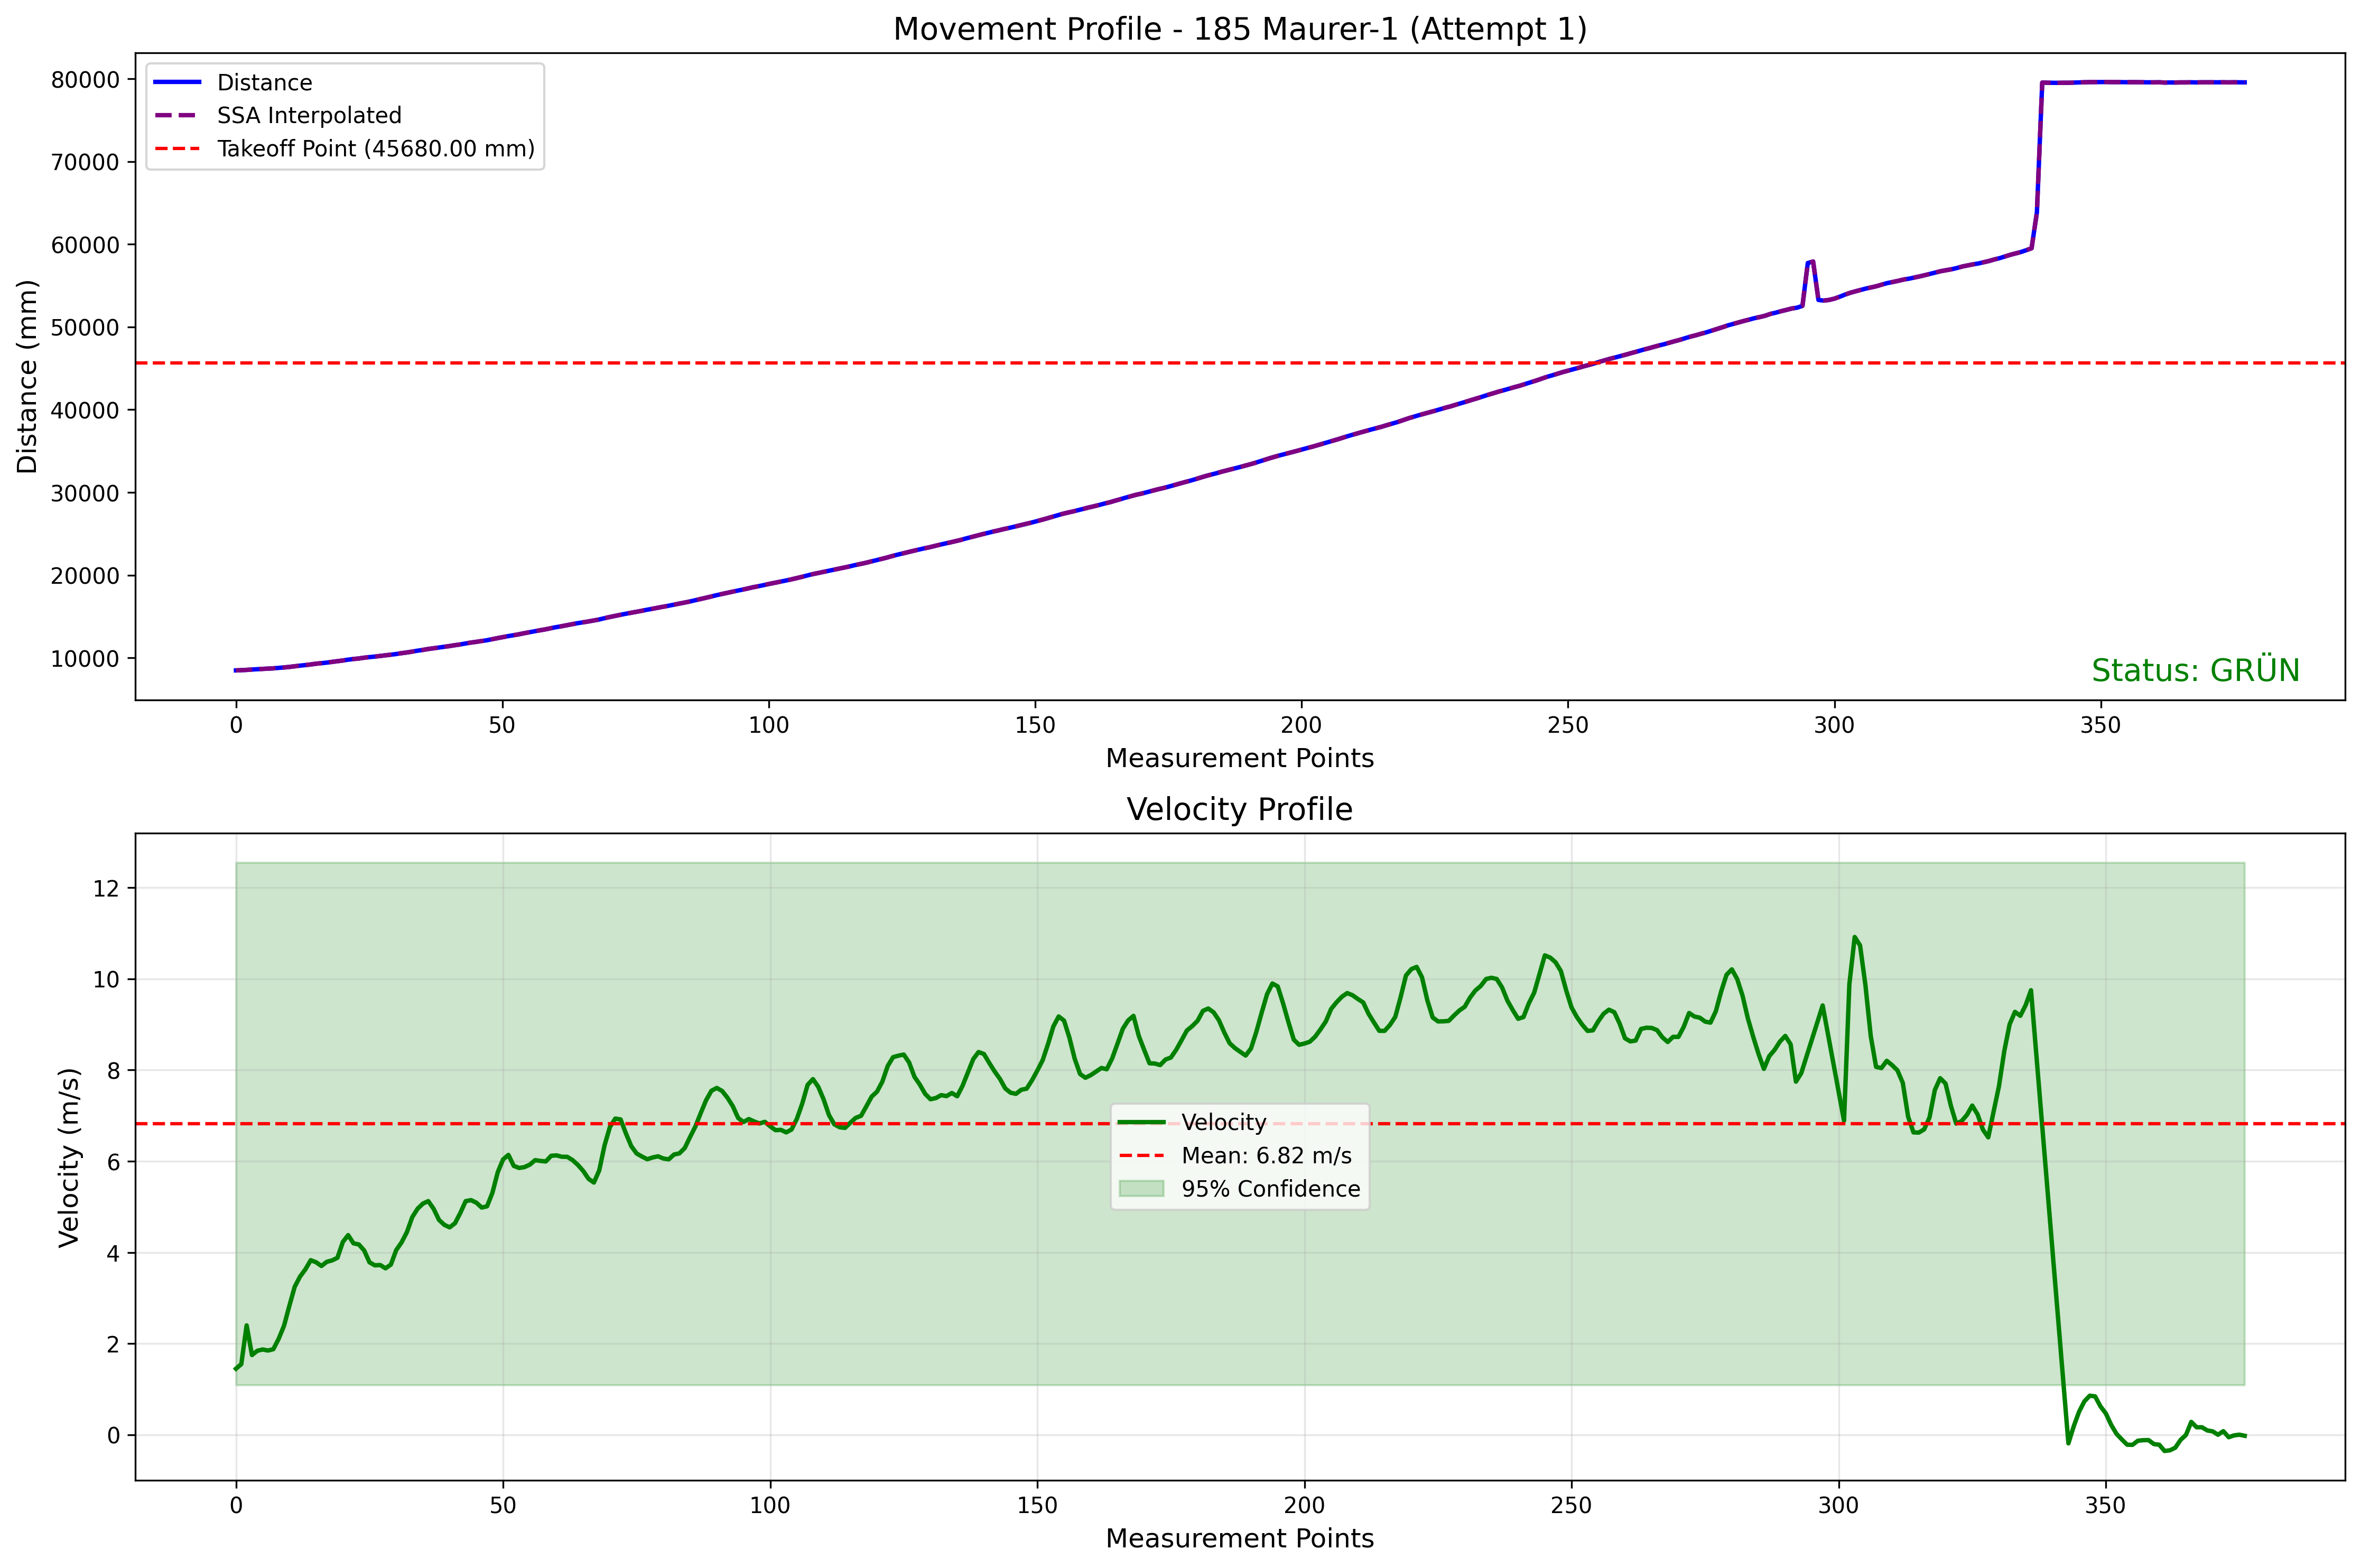 Movement Profile - 185 Maurer-1 (Attempt 1)
Distance (mm)
80000
70000
60000
50000
40000
30000
20000
10000
Distance
SSA Interpolated
Takeoff Point (45680.00 mm)
Status: GRÜN
0 50 100 150 200 250 300 350
Measurement Points
Velocity Profile
Velocity (m/s)
12
10
8
6
4
2
0
Velocity
Mean: 6.82 m/s
95% Confidence
0 50 100 150 200 250 300 350
Measurement Points